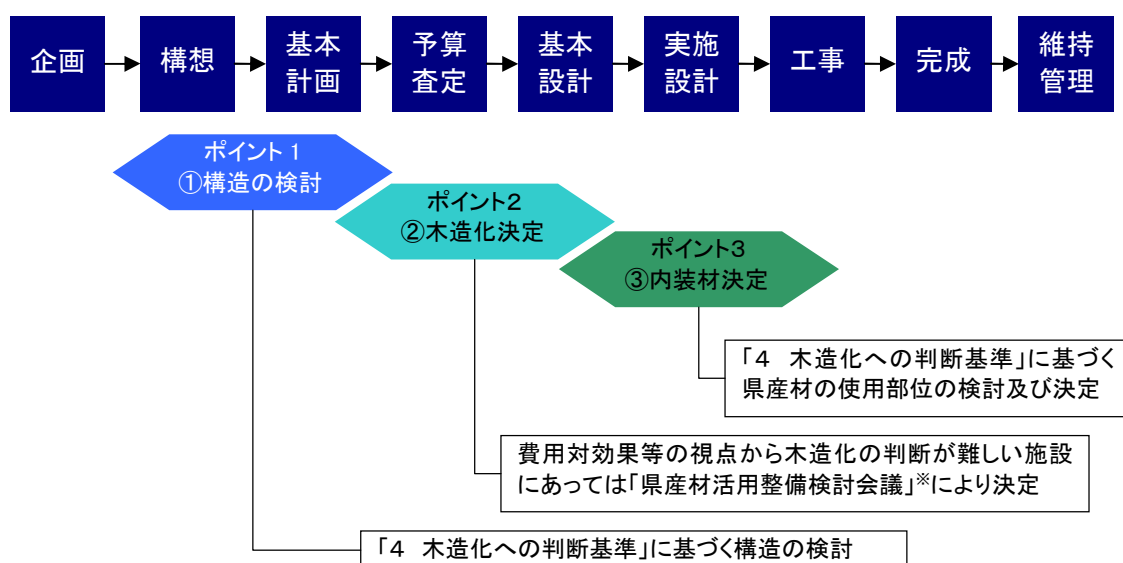 企画
構想
基本
計画
予算
査定
基本
設計
実施
設計
工事
完成
維持
管理
ポイント1
①構造の検討
ポイント2
②木造化決定
ポイント3
③内装材決定
「4 木造化への判断基準」に基づく
県産材の使用部位の検討及び決定
費用対効果等の視点から木造化の判断が難しい施設
にあっては「県産材活用整備検討会議」※により決定
「4 木造化への判断基準」に基づく構造の検討